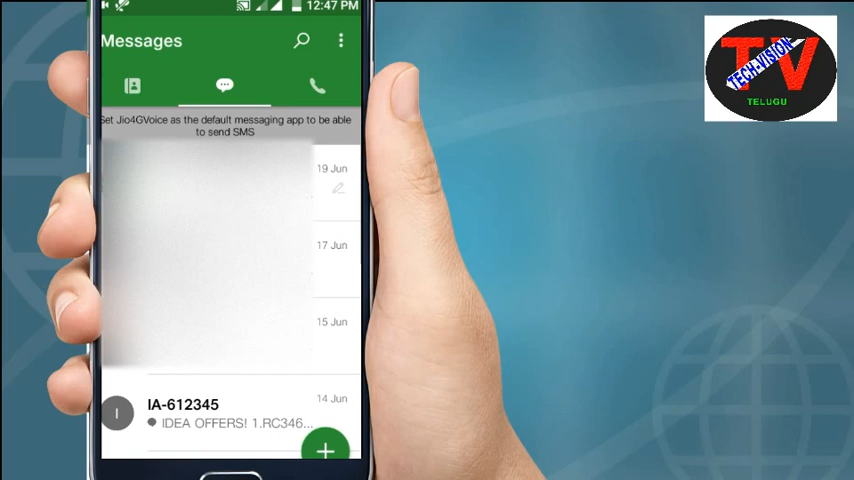 12:47 PM
Messages
Set Jio4GVoice as the default messaging app to be able
to send SMS
19 Jun
17 Jun
15 Jun
14 Jun
I
IA-612345
IDEA OFFERS! 1.RC346...
TV
TECH-VISION
TELUGU